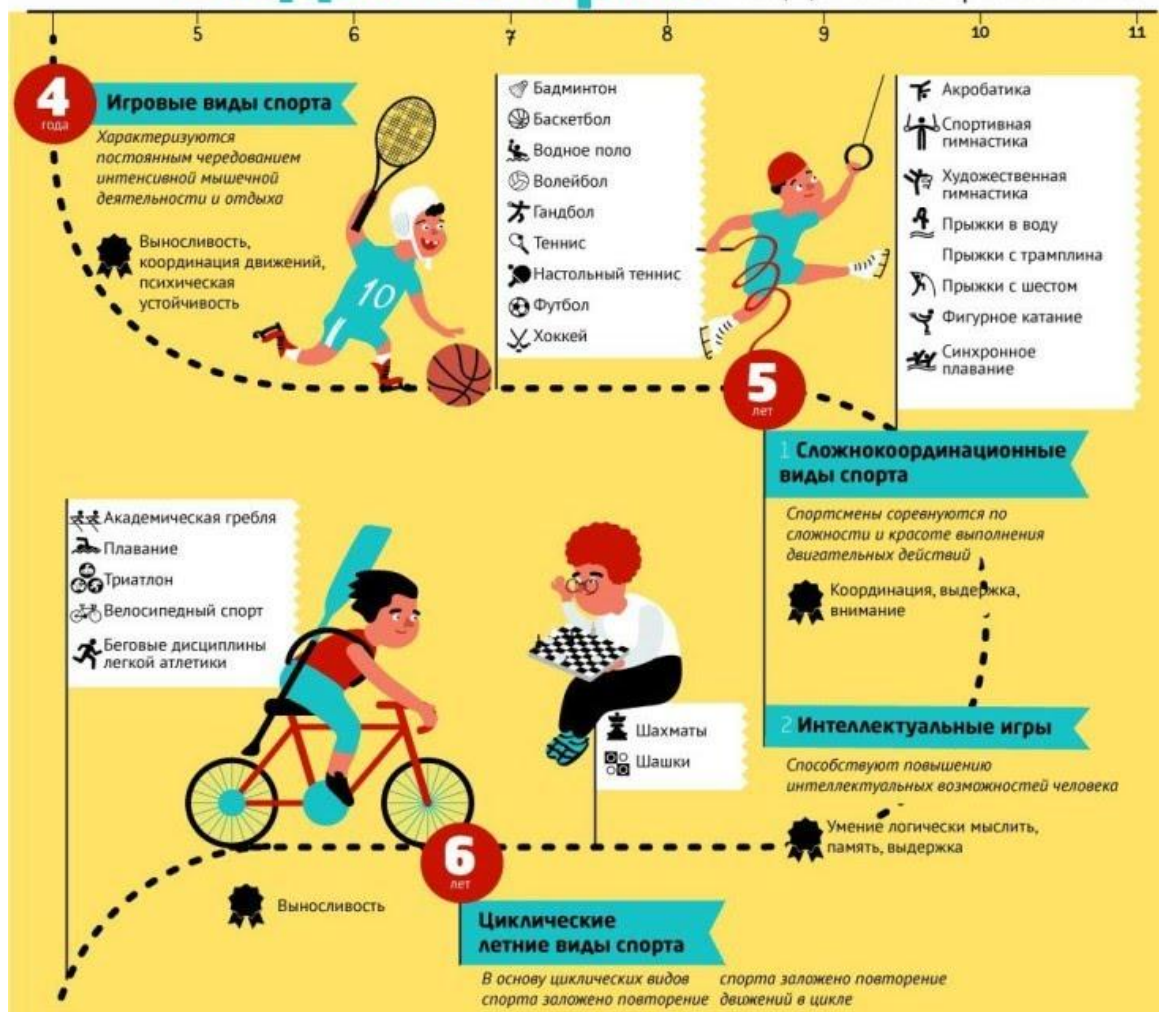 5 6 7 8 9 10 11
4
года
Игровые виды спорта
Характеризуются
постоянным чередованием
интенсивной мышечной
деятельности и отдыха
Выносливость,
координация движений,
психическая
устойчивость
10
Бадминтон
Баскетбол
Водное поло
Волейбол
Гандбол
Теннис
Настольный теннис
Футбол
Хоккей
5
лет
Акробатика
Спортивная
гимнастика
Художественная
гимнастика
Прыжки в воду
Прыжки с трамплина
Прыжки с шестом
Фигурное катание
Синхронное
плавание
1 Сложнокоординационные
виды спорта
Спортсмены соревнуются по
сложности и красоте выполнения
двигательных действий
Координация, выдержка,
внимание
2 Интеллектуальные игры
Способствуют повышению
интеллектуальных возможностей человека
Умение логически мыслить,
память, выдержка
Шахматы
Шашки
Академическая гребля
Плавание
Триатлон
Велосипедный спорт
Беговые дисциплины
легкой атлетики
6
лет
Выносливость
Циклические
летние виды спорта
В основу циклических видов
спорта заложено повторение
спорта заложено повторение
движений в цикле